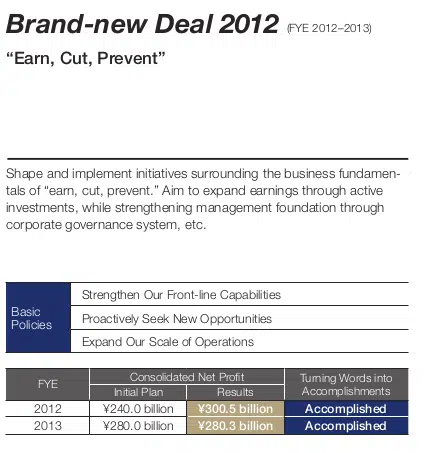 Brand-new Deal 2012 (FYE 2012–2013)
“Earn, Cut, Prevent”
Shape and implement initiatives surrounding the business fundamen-
tals of “earn, cut, prevent.” Aim to expand earnings through active
investments, while strengthening management foundation through
corporate governance system, etc.
Basic
Policies
Strengthen Our Front-line Capabilities
Proactively Seek New Opportunities
Expand Our Scale of Operations
FYE
Consolidated Net Profit
Initial Plan
Results
Turning Words into
Accomplishments
2012 ¥240.0 billion ¥300.5 billion Accomplished
2013 ¥280.0 billion ¥280.3 billion Accomplished